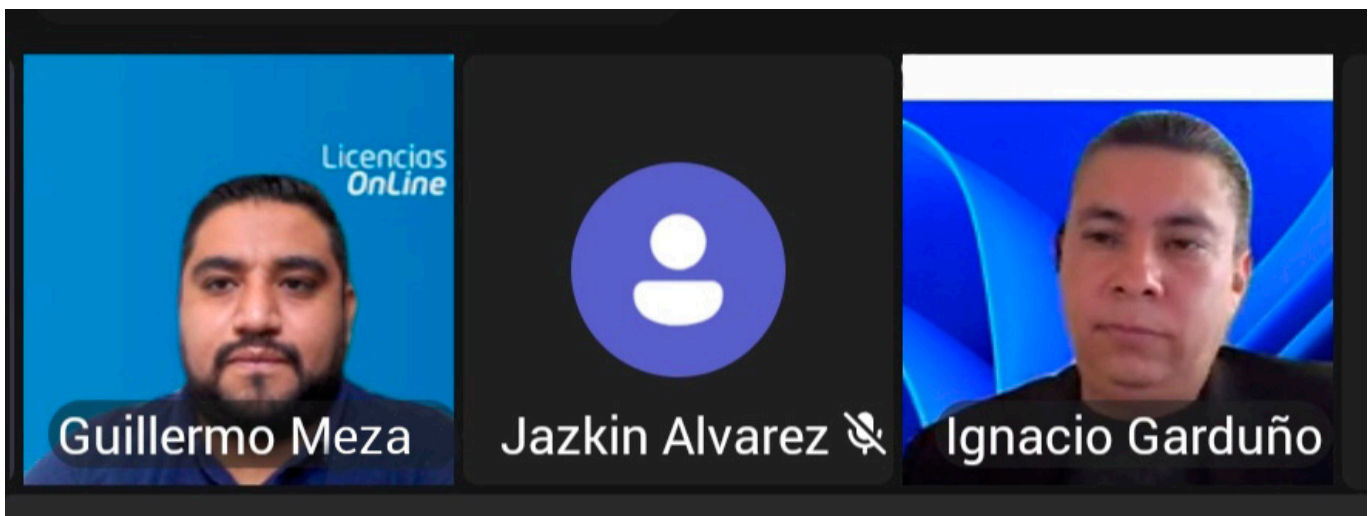 Licencias
OnLine
Guillermo Meza
Jazkin Alvarez
Ignacio Garduño